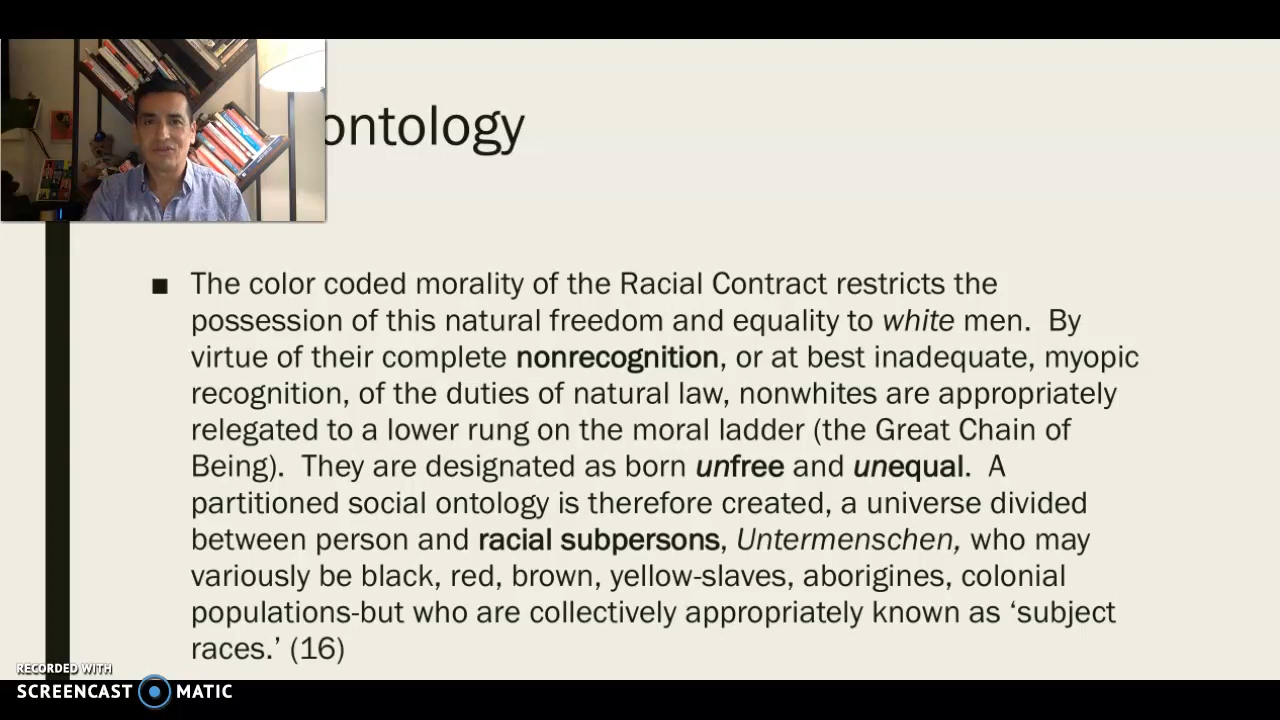 ontology
■ The color coded morality of the Racial Contract restricts the
possession of this natural freedom and equality to white men. By
virtue of their complete nonrecognition, or at best inadequate, myopic
recognition, of the duties of natural law, nonwhites are appropriately
relegated to a lower rung on the moral ladder (the Great Chain of
Being). They are designated as born unfree and unequal. A
partitioned social ontology is therefore created, a universe divided
between person and racial subpersons, Untermenschen, who may
variously be black, red, brown, yellow-slaves, aborigines, colonial
populations-but who are collectively appropriately known as ‘subject
races.’ (16)
RECORDED WITH
SCREENCAST MATIC